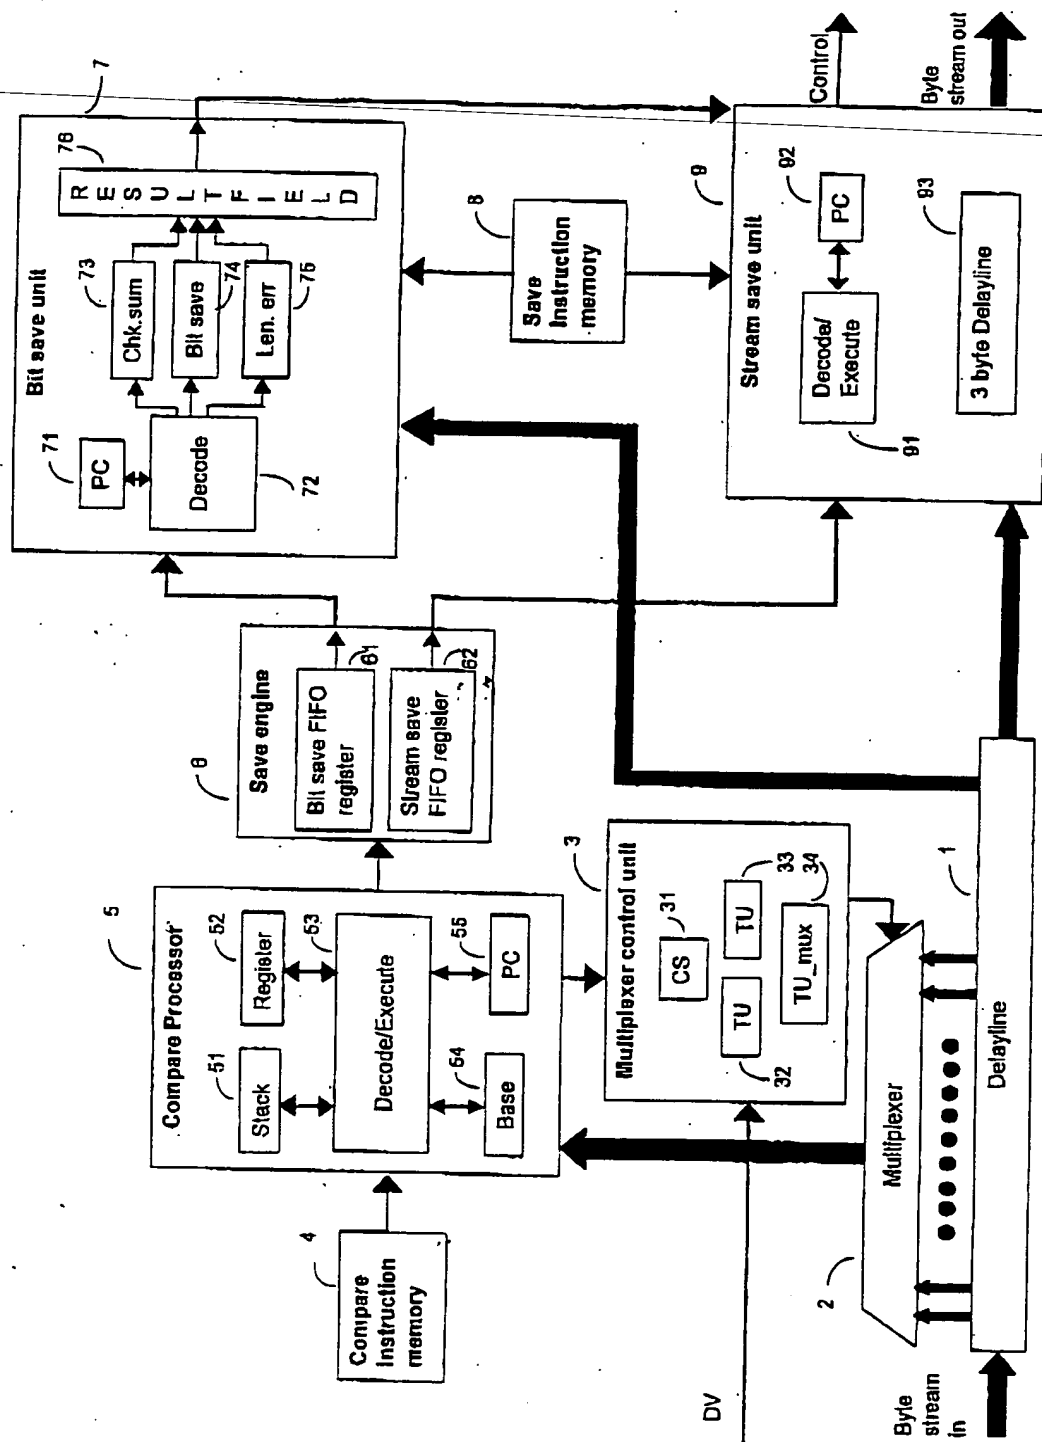 7
Bit save unit
71
PC
Decode
72
73
Chk.sum
Bit save
74
Len. err
75
76
R E S U L T F I E L D
8
Save
Instruction
memory
9
Stream save unit
92
PC
Decode/
Execute
91
93
3 byte Delayline
Control
Byte
stream out
6
Save engine
Bit save FIFO
register
61
Stream save
FIFO register
62
5
Compare Processor
51
Stack
52
Register
53
Decode/Execute
54
Base
55
PC
4
Compare
Instruction
memory
3
Multiplexer control unit
31
CS
TU
32
TU
33
TU_mux
34
DV
2
Multiplexer
1
Delayline
Byte
stream
in